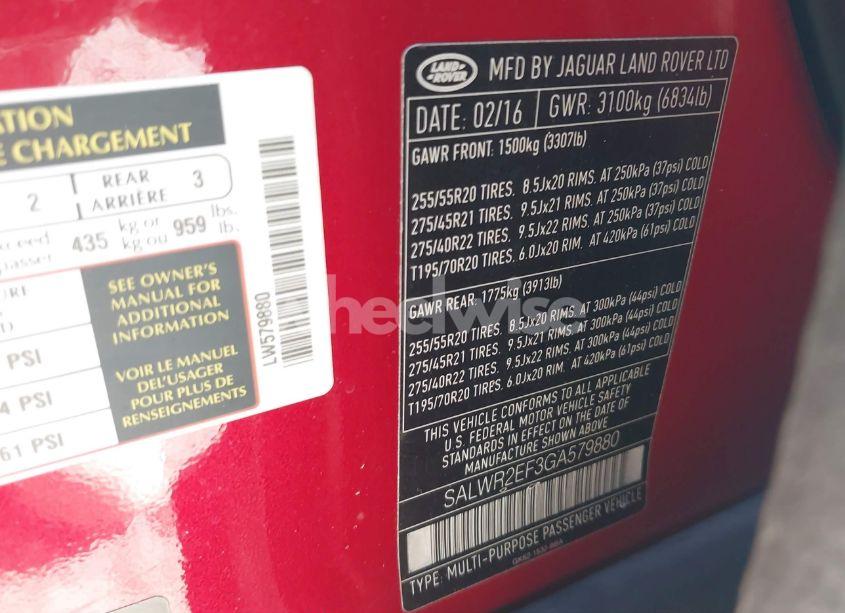 ATION
E CHARGEMENT
2 REAR ARRIÈRE 3
435 kg or kg ou 959 lbs. lb.
SEE OWNER'S
MANUAL FOR
ADDITIONAL
INFORMATION
PSI
VOIR LE MANUEL
DEL'USAGER
POUR PLUS DE
RENSEIGNEMENTS
4 PSI
61 PSI
LW579880
LAND ROVER
MFD BY JAGUAR LAND ROVER LTD
DATE: 02/16 GWR: 3100kg (6834lb)
GAWR FRONT: 1500kg (3307lb)
255/55R20 TIRES. 8.5Jx20 RIMS. AT 250kPa (37psi) COLD
275/45R21 TIRES. 9.5Jx21 RIMS. AT 250kPa (37psi) COLD
275/40R22 TIRES. 9.5Jx22 RIMS. AT 250kPa (37psi) COLD
T195/70R20 TIRES. 6.0Jx20 RIM. AT 420kPa (61psi) COLD
GAWR REAR: 1775kg (3913lb)
255/55R20 TIRES. 8.5Jx20 RIMS. AT 300kPa (44psi) COLD
275/45R21 TIRES. 9.5Jx21 RIMS. AT 300kPa (44psi) COLD
275/40R22 TIRES. 9.5Jx22 RIMS. AT 300kPa (44psi) COLD
T195/70R20 TIRES. 6.0Jx20 RIM. AT 420kPa (61psi) COLD
THIS VEHICLE CONFORMS TO ALL APPLICABLE
U.S. FEDERAL MOTOR VEHICLE SAFETY
STANDARDS IN EFFECT ON THE DATE OF
MANUFACTURE SHOWN ABOVE
SALWR2EF3GA579880
TYPE: MULTI-PURPOSE PASSENGER VEHICLE